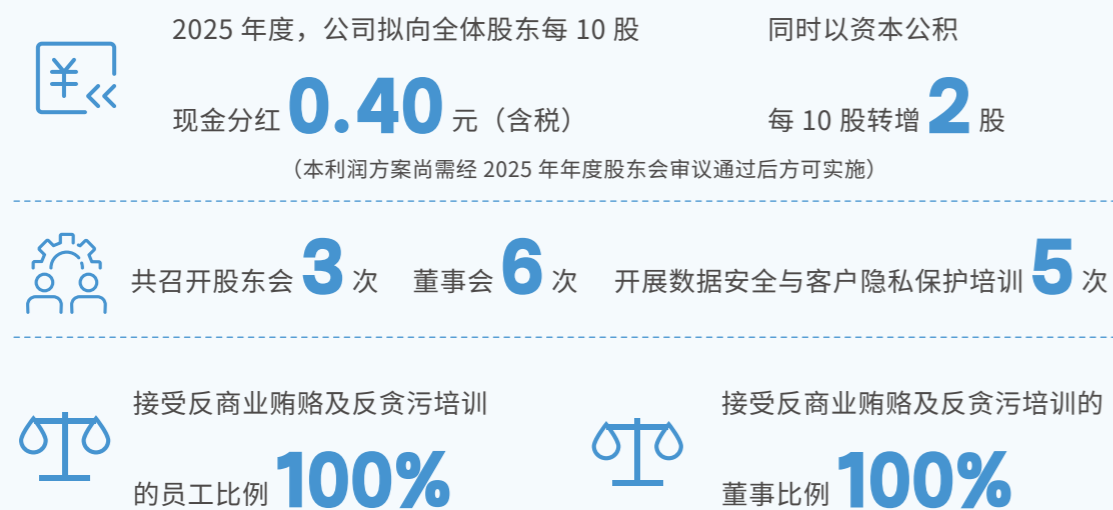 2025 年度，公司拟向全体股东每 10 股
现金分红 0.40 元（含税）
同时以资本公积
每 10 股转增 2 股
（本利润方案尚需经 2025 年年度股东会审议通过后方可实施）
共召开股东会 3 次 董事会 6 次 开展数据安全与客户隐私保护培训 5 次
接受反商业贿赂及反贪污培训
的员工比例 100%
接受反商业贿赂及反贪污培训的
董事比例 100%